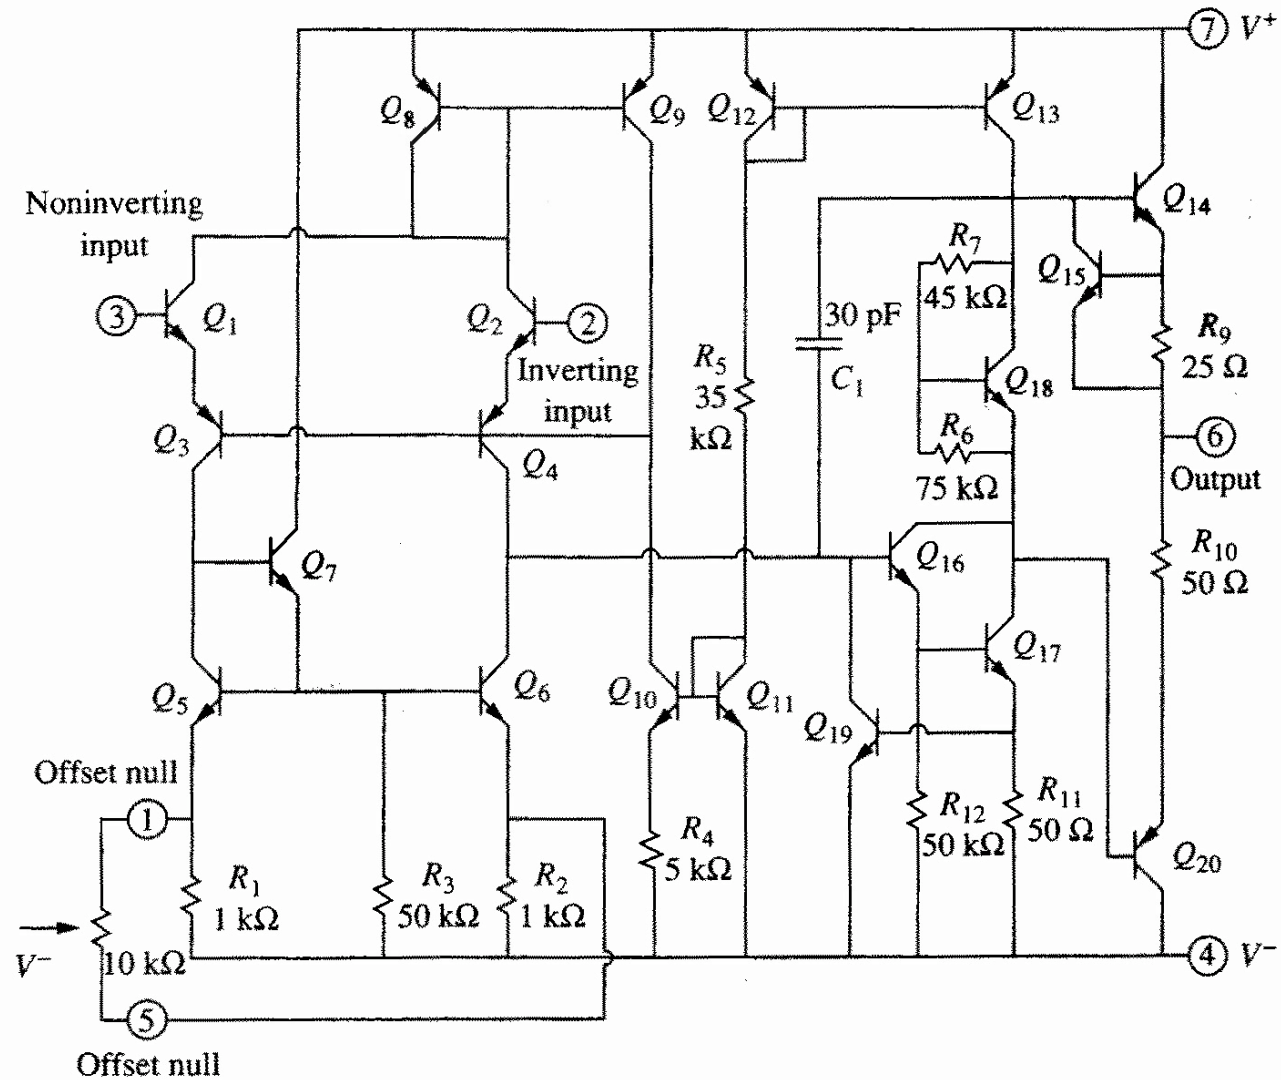 7 V⁺
Q₈
Q₉
Q₁₂
Q₁₃
Noninverting
input
Q₁₄
R₇
45 kΩ
Q₁₅
3
Q₁
Q₂
2
Inverting
input
30 pF
C₁
R₉
25 Ω
R₅
35
kΩ
Q₁₈
Q₃
Q₄
R₆
75 kΩ
6
Output
Q₇
Q₁₆
R₁₀
50 Ω
Q₅
Q₆
Q₁₀
Q₁₁
Q₁₇
Q₁₉
Offset null
1
R₁
1 kΩ
R₃
50 kΩ
R₂
1 kΩ
R₄
5 kΩ
R₁₂
50 kΩ
R₁₁
50 Ω
Q₂₀
V⁻
10 kΩ
4 V⁻
5
Offset null